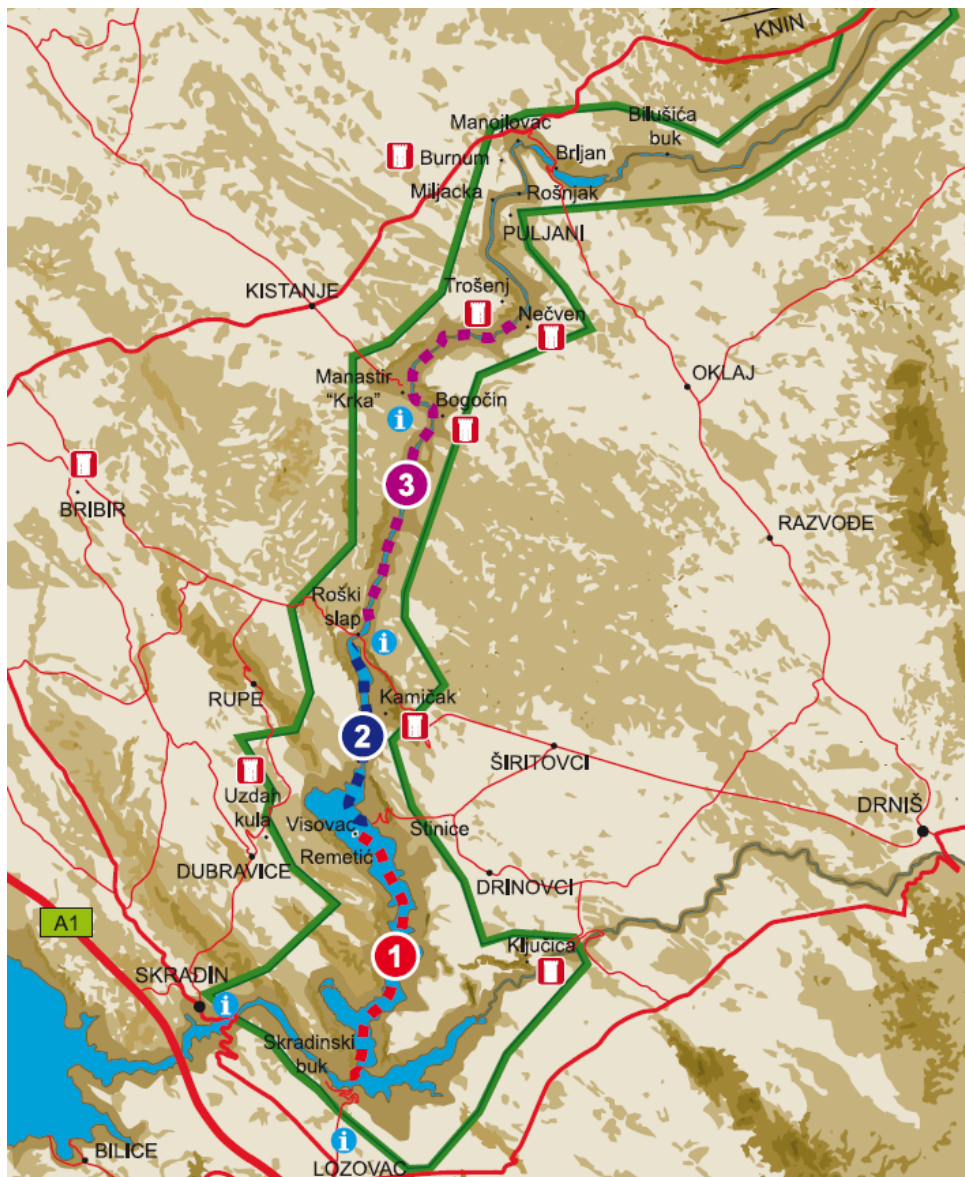 KNIN
Manojlovac
Bilušića
buk
Burnum
Brljan
Miljacka
Rošnjak
PULJANI
KISTANJE
Trošenj
Nečven
OKLAJ
Manastir
"Krka"
Bogočin
i
3
BRIBIR
RAZVOĐE
Roški
slap
i
RUPE
Kamičak
2
ŠIRITOVCI
Uzdah
kula
Visovac
Stinice
DRNIŠ
Remetić
DUBRAVICE
DRINOVCI
A1
Ključica
1
SKRADIN
i
Skradinski
buk
i
BILICE
LOZOVAC